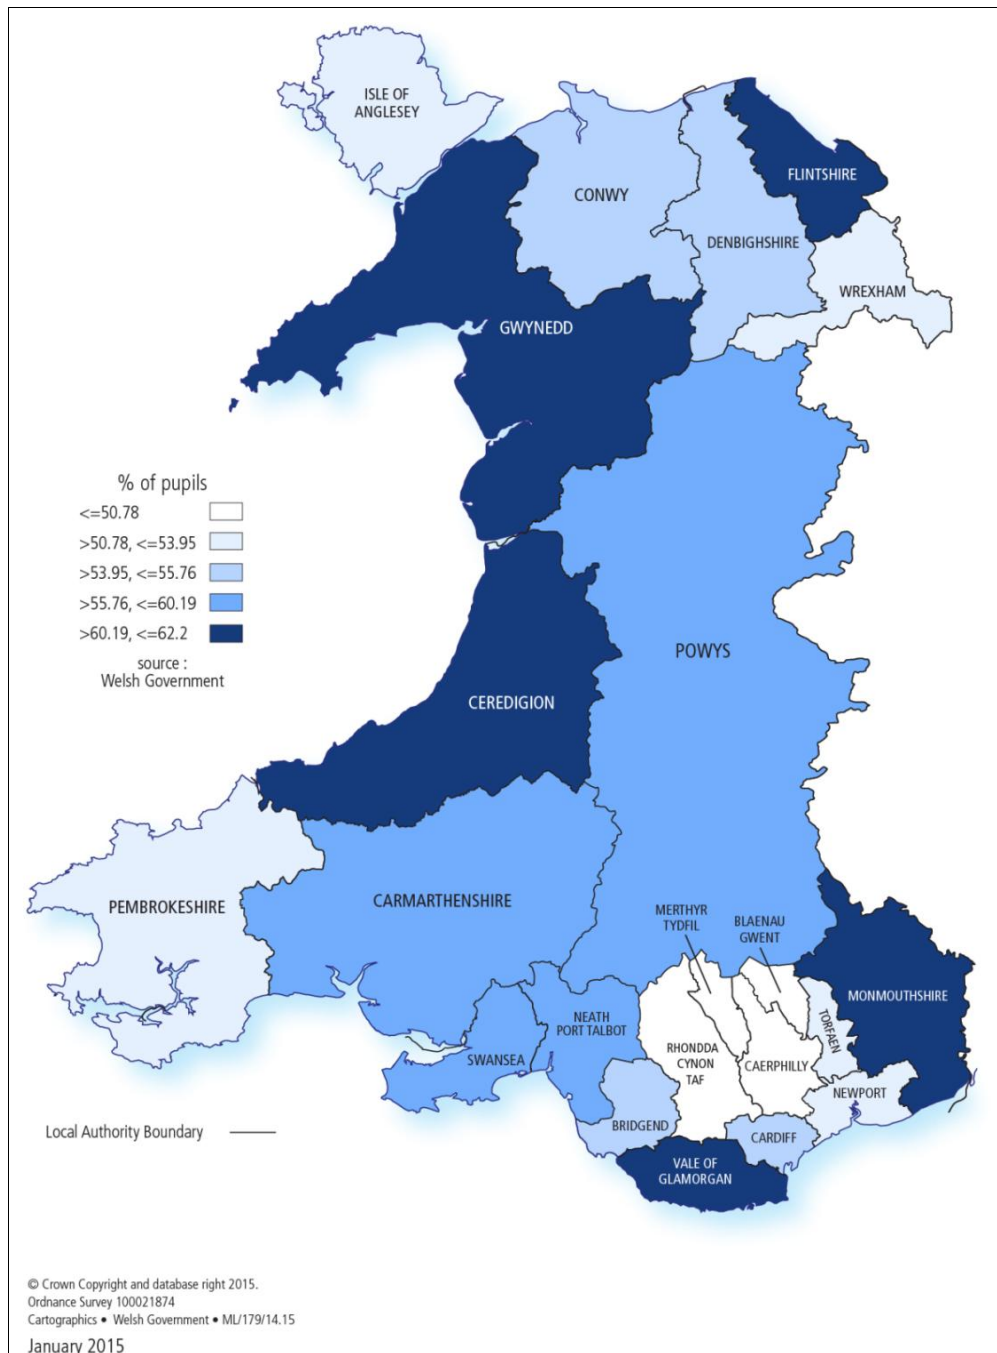 ISLE OF
ANGLESEY
FLINTSHIRE
CONWY
DENBIGHSHIRE
WREXHAM
GWYNEDD
% of pupils
<=50.78
>50.78, <=53.95
>53.95, <=55.76
>55.76, <=60.19
>60.19, <=62.2
source :
Welsh Government
POWYS
CEREDIGION
PEMBROKESHIRE
CARMARTHENSHIRE
MERTHYR
TYDFIL
BLAENAU
GWENT
MONMOUTHSHIRE
TORFAEN
NEATH
PORT TALBOT
SWANSEA
RHONDDA
CYNON
TAF
CAERPHILLY
NEWPORT
BRIDGEND
CARDIFF
VALE OF
GLAMORGAN
Local Authority Boundary
© Crown Copyright and database right 2015.
Ordnance Survey 100021874
Cartographics • Welsh Government • ML/179/14.15
January 2015